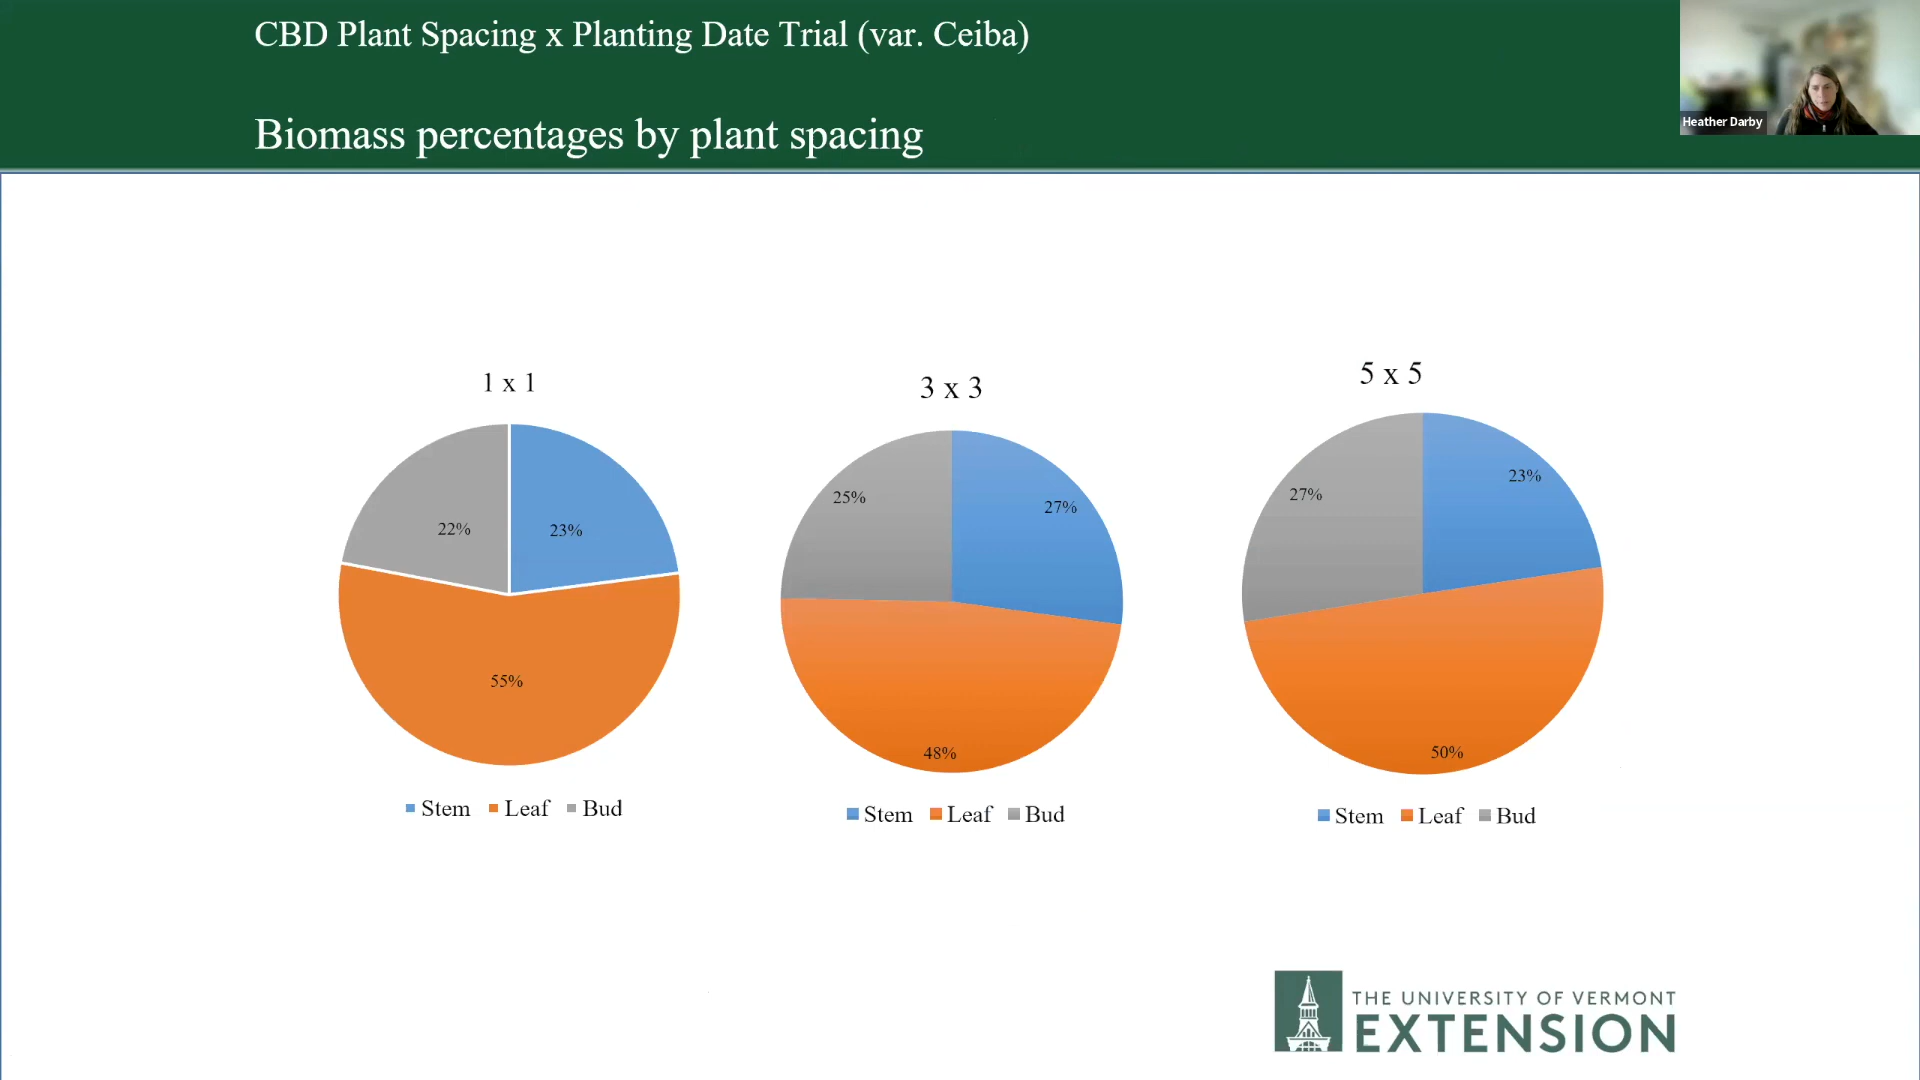 CBD Plant Spacing x Planting Date Trial (var. Ceiba)
Heather Darby
Biomass percentages by plant spacing
1 x 1
22%
23%
55%
Stem Leaf Bud
3 x 3
25%
27%
48%
Stem Leaf Bud
5 x 5
27%
23%
50%
Stem Leaf Bud
THE UNIVERSITY OF VERMONT
EXTENSION